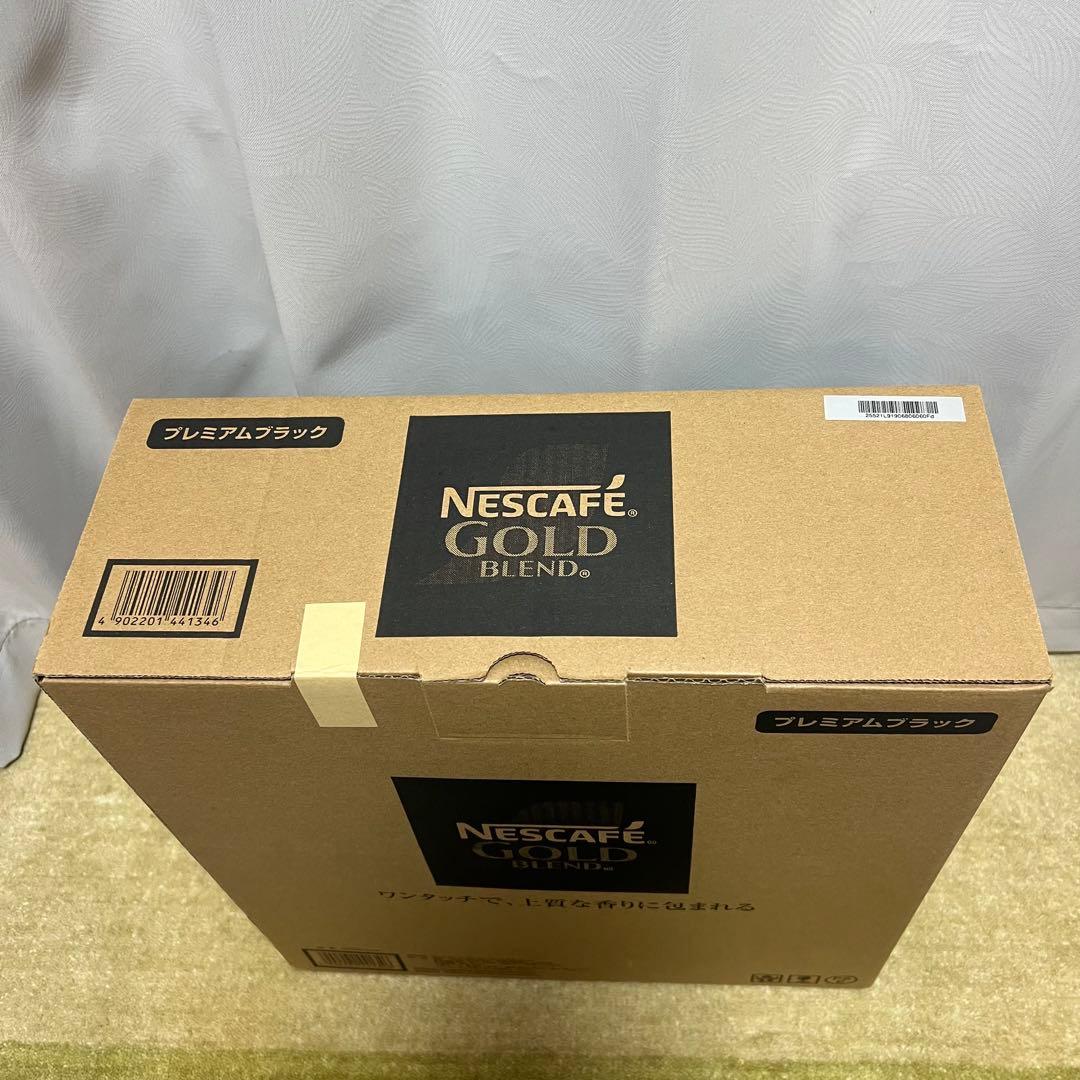 プレミアムブラック
25521L91906806060Fd
NESCAFÉ®
GOLD
BLEND®
4 902201 441346
プレミアムブラック
NESCAFÉ
GOLD
BLEND
ワンタッチで、上質な香りに包まれる